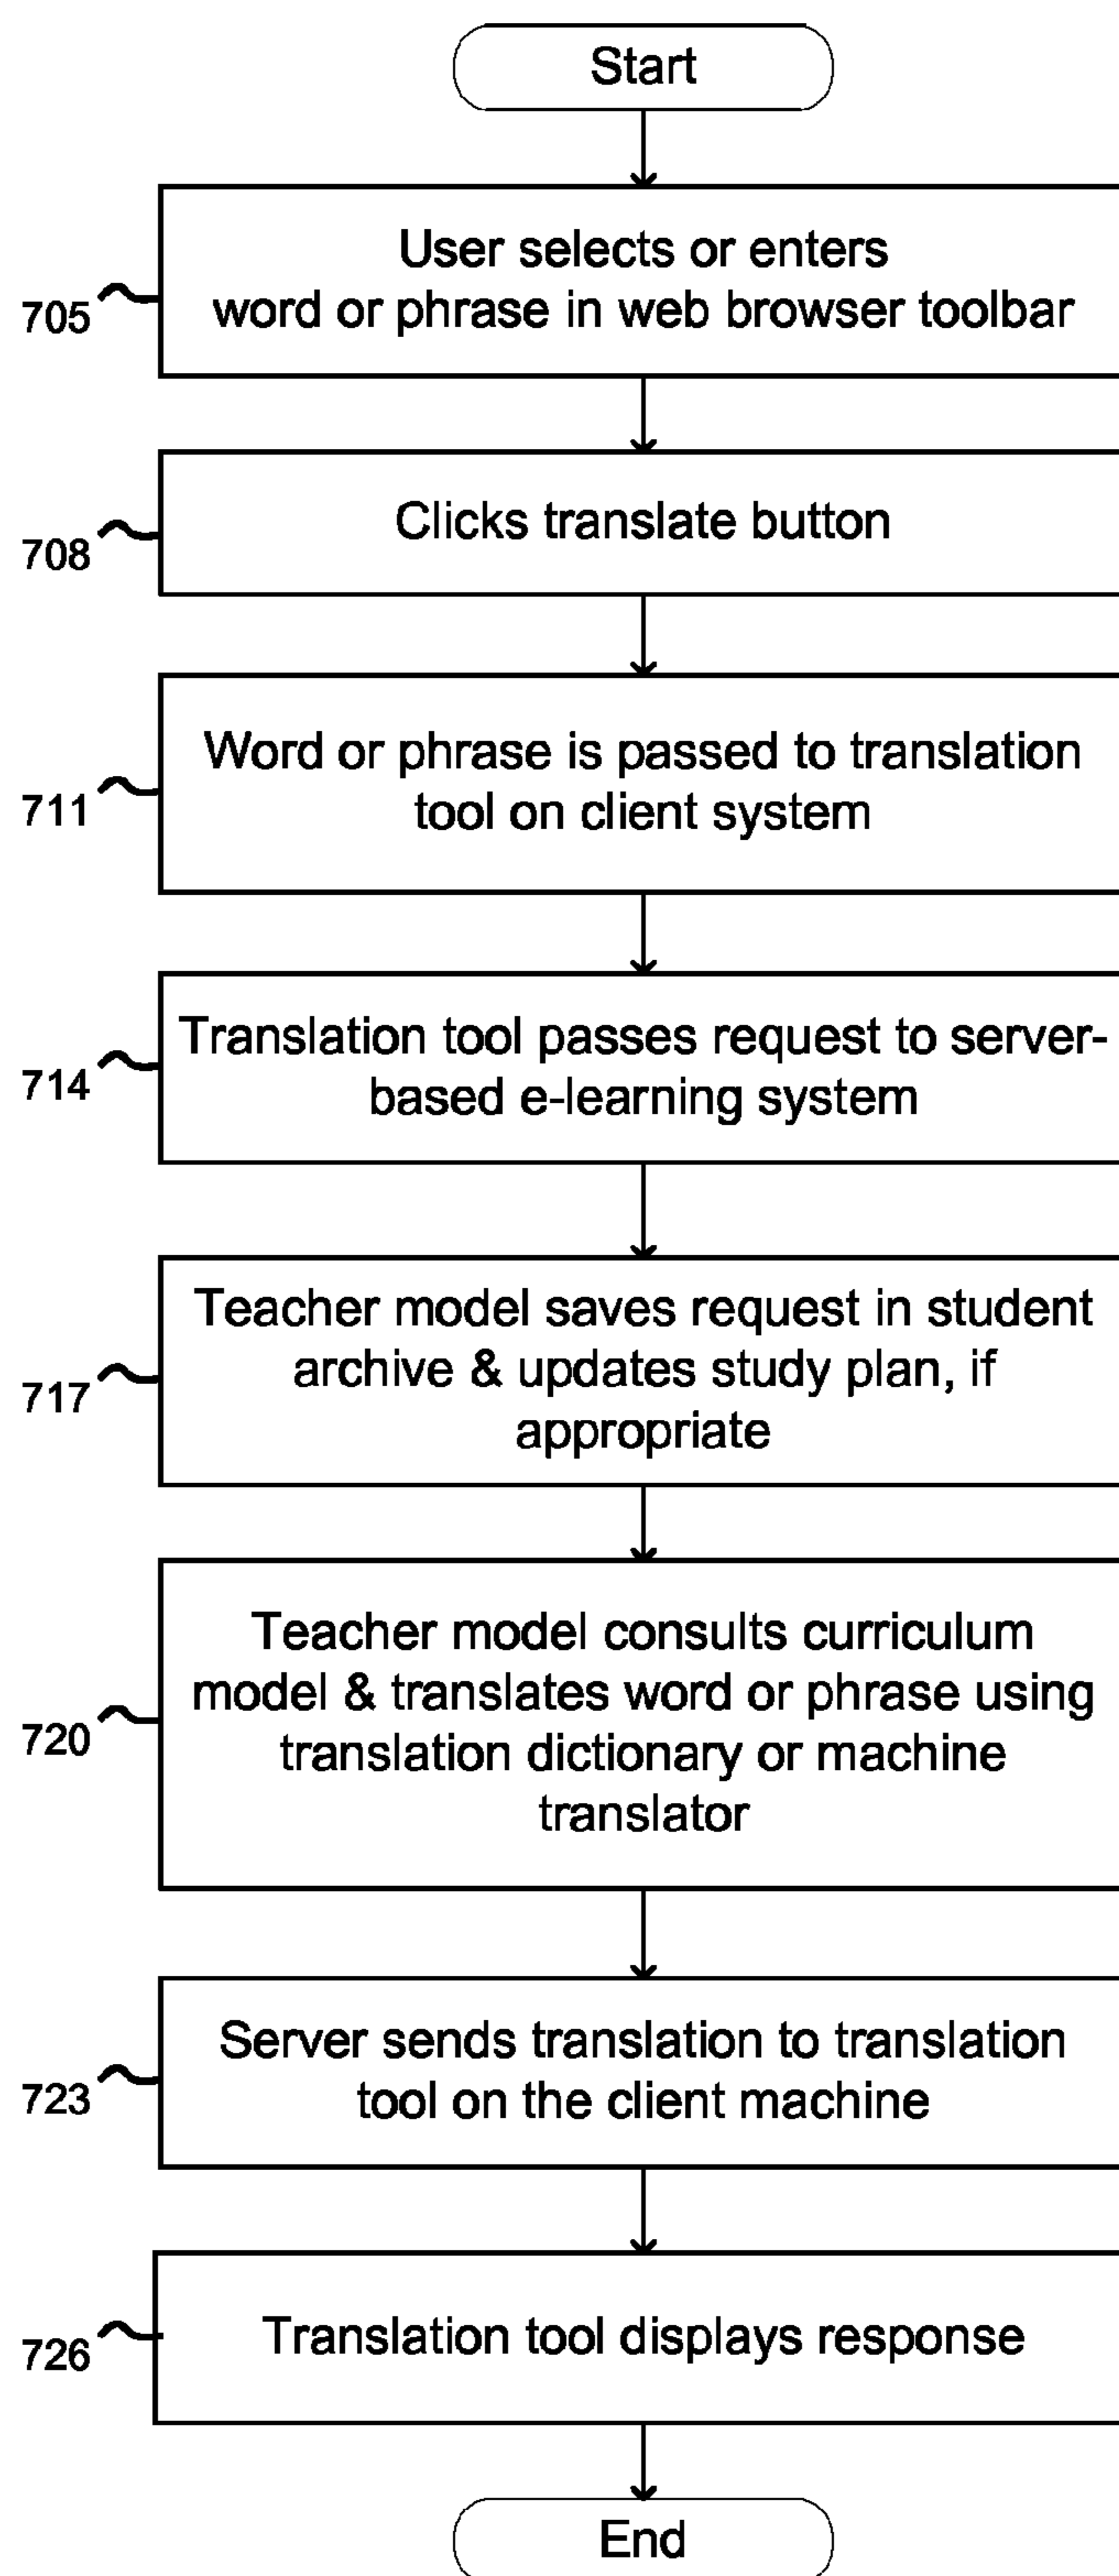 Start
User selects or enters
word or phrase in web browser toolbar
705
Clicks translate button
708
Word or phrase is passed to translation
tool on client system
711
Translation tool passes request to server-
based e-learning system
714
Teacher model saves request in student
archive & updates study plan, if
appropriate
717
Teacher model consults curriculum
model & translates word or phrase using
translation dictionary or machine
translator
720
Server sends translation to translation
tool on the client machine
723
Translation tool displays response
726
End